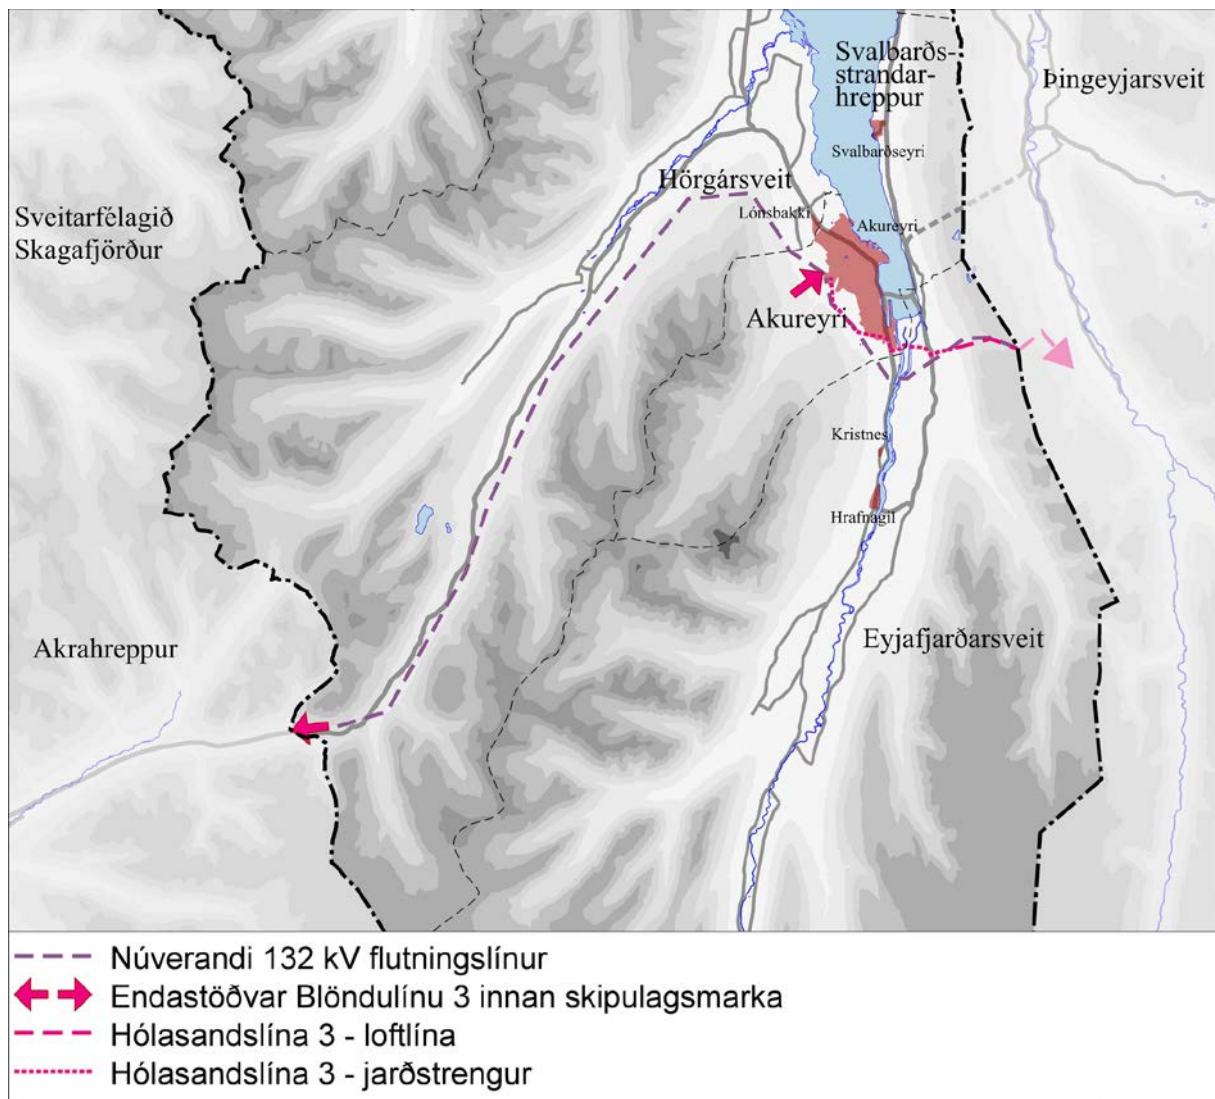 Svalbarðs-
strandar-
hreppur
Þingeyjarsveit
Svalbarðseyri
Hörgársveit
Lónsbakki
Akureyri
Sveitarfélagið
Skagafjörður
Akureyri
Kristnes
Hrafnagil
Eyjafjarðarsveit
Akrahreppur
Núverandi 132 kV flutningslínur
Endastöðvar Blöndulínu 3 innan skipulagsmarka
Hólasandslína 3 - loftlína
Hólasandslína 3 - jarðstrengur